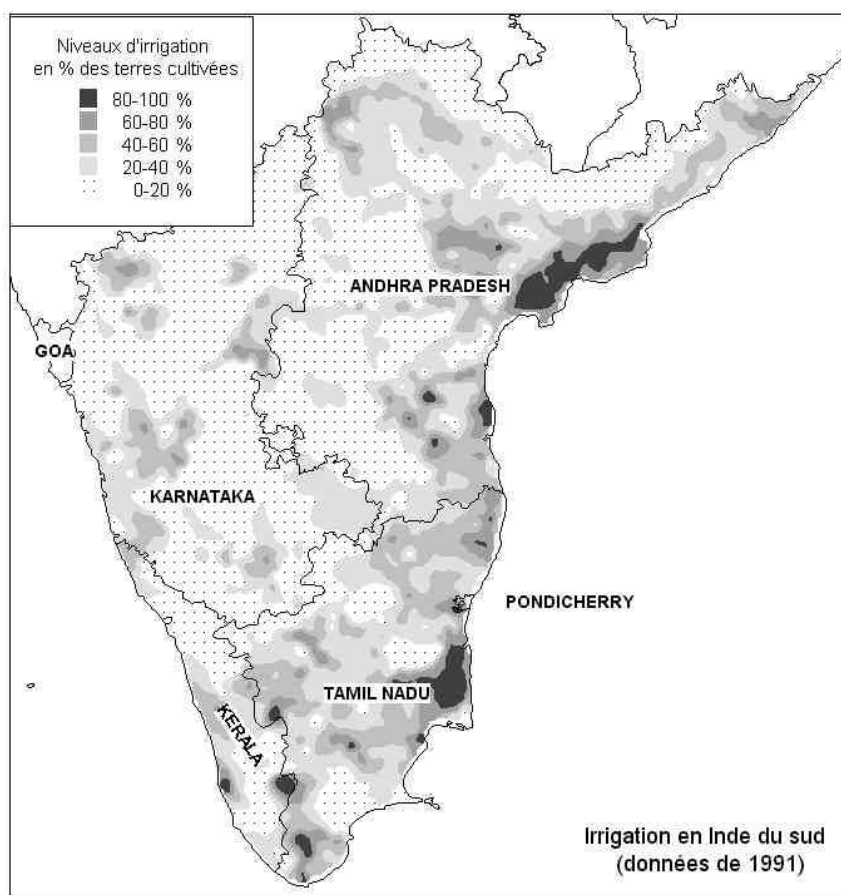 Niveaux d'irrigation
en % des terres cultivées
80-100 %
60-80 %
40-60 %
20-40 %
0-20 %
ANDHRA PRADESH
GOA
KARNATAKA
PONDICHERRY
TAMIL NADU
KERALA
Irrigation en Inde du sud
(données de 1991)